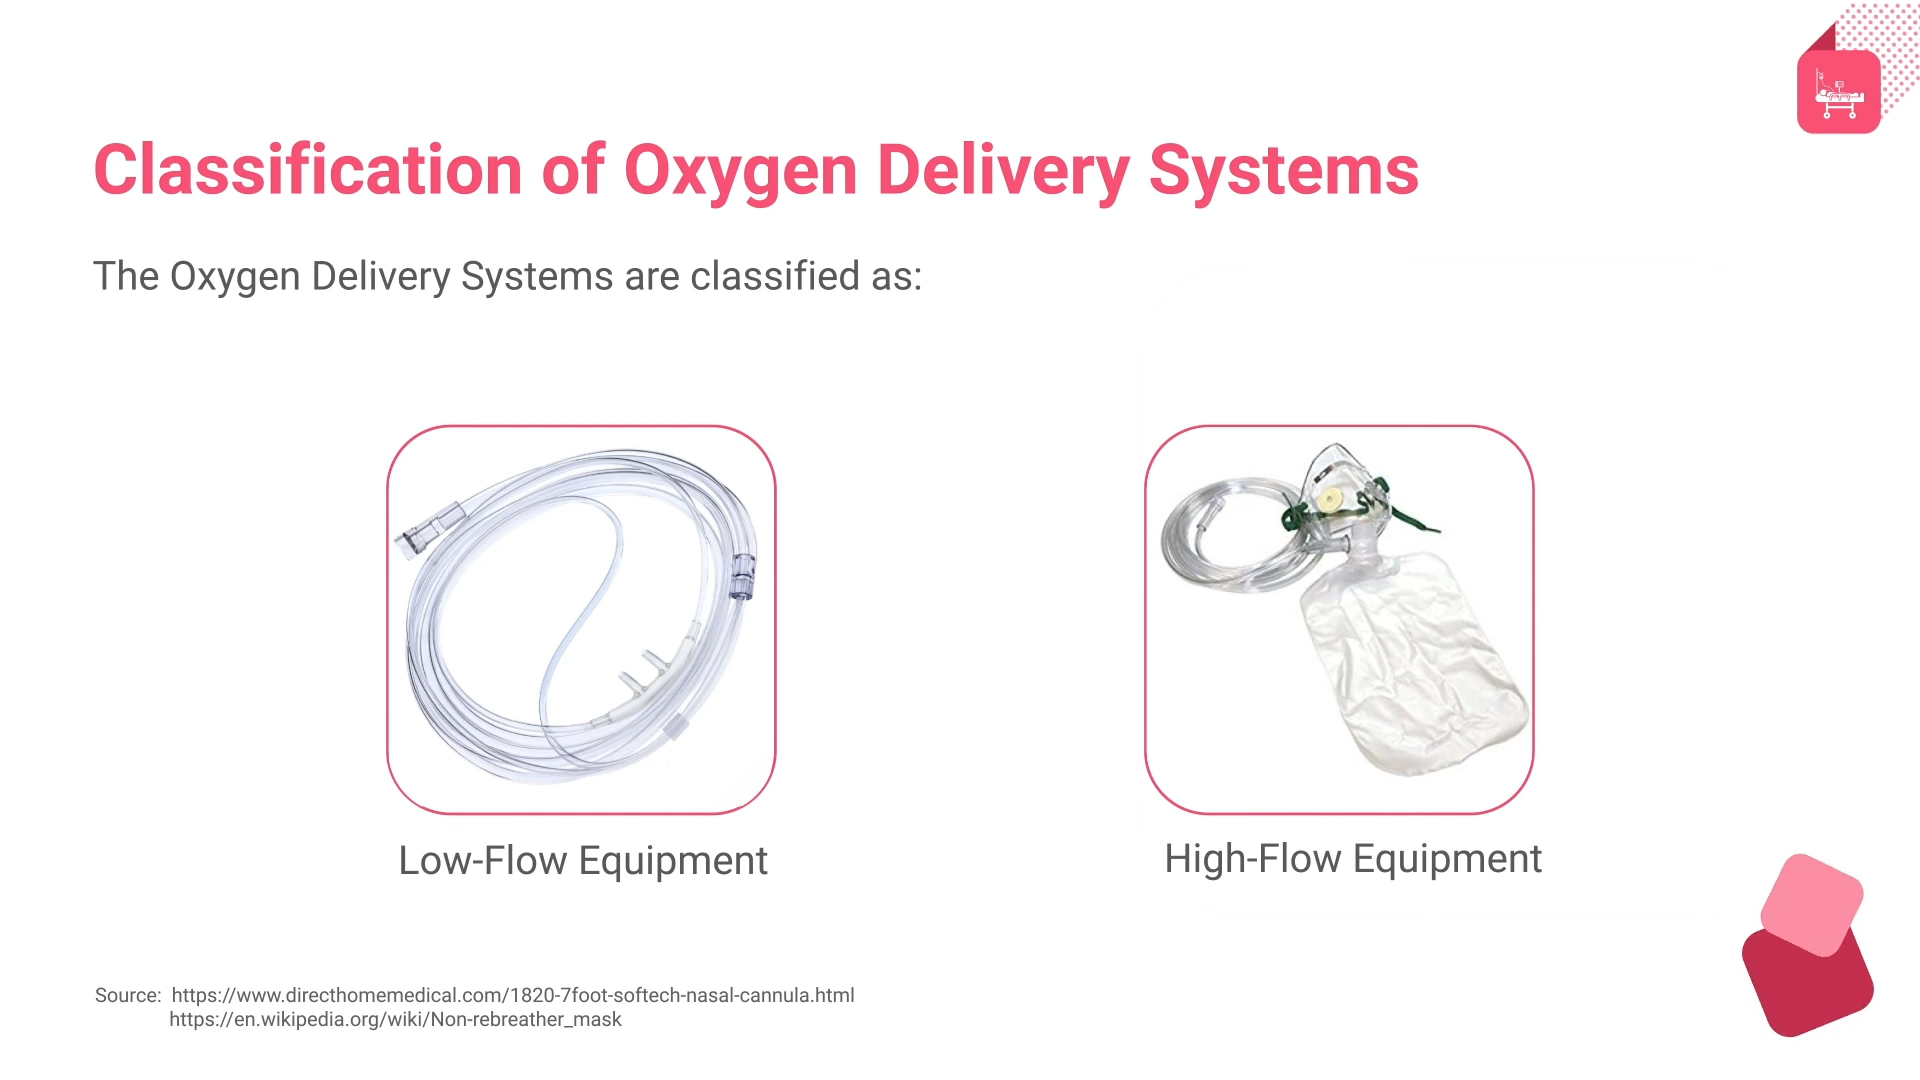 Classification of Oxygen Delivery Systems
The Oxygen Delivery Systems are classified as:
Low-Flow Equipment
High-Flow Equipment
Source: https://www.directhomemedical.com/1820-7foot-softech-nasal-cannula.html
https://en.wikipedia.org/wiki/Non-rebreather_mask